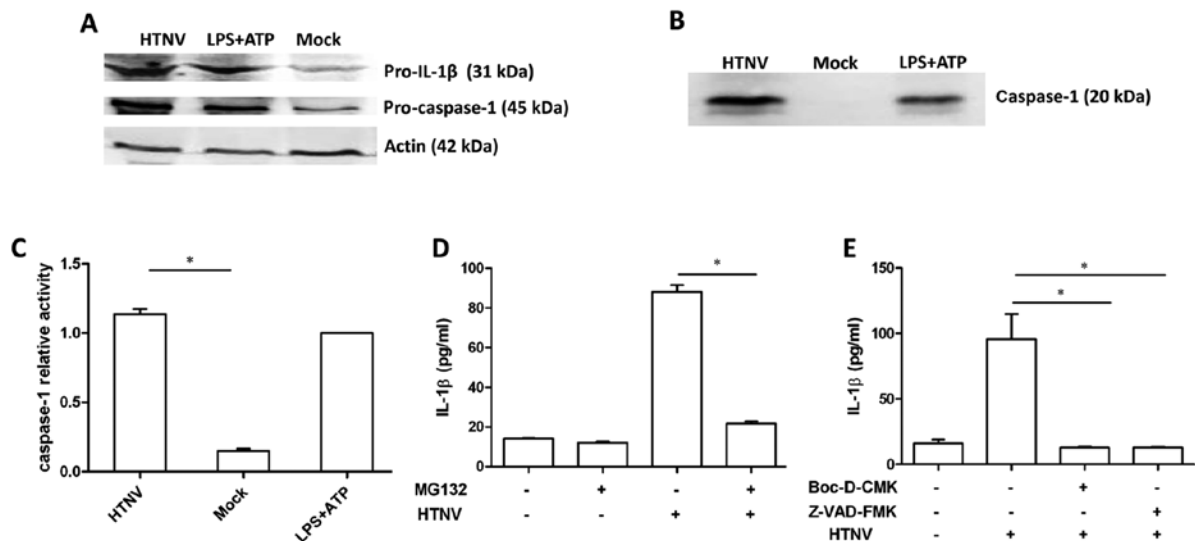 A
HTNV LPS+ATP Mock
Pro-IL-1β (31 kDa)
Pro-caspase-1 (45 kDa)
Actin (42 kDa)
B
HTNV Mock LPS+ATP
Caspase-1 (20 kDa)
C
caspase-1 relative activity
1.5
1.0
0.5
0.0
*
HTNV
Mock
LPS+ATP
D
IL-1β (pg/ml)
100
80
60
40
20
0
*
MG132 - + - +
HTNV - - + +
E
IL-1β (pg/ml)
150
100
50
0
*
*
Boc-D-CMK - - + -
Z-VAD-FMK - - - +
HTNV - + + +